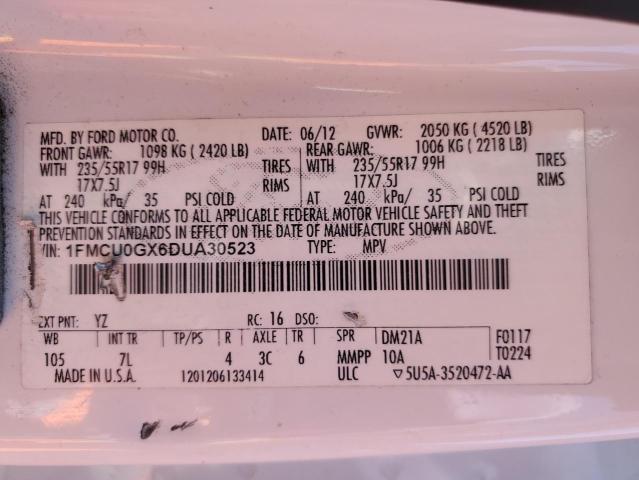 MFD. BY FORD MOTOR CO. DATE: 06/12 GVWR: 2050 KG (4520 LB)
FRONT GAWR: 1098 KG (2420 LB) REAR GAWR: 1006 KG (2218 LB)
WITH 235/55R17 99H TIRES WITH 235/55R17 99H TIRES
17X7.5J RIMS 17X7.5J RIMS
AT 240 kPa/ 35 PSI COLD AT 240 kPa/ 35 PSI COLD
THIS VEHICLE CONFORMS TO ALL APPLICABLE FEDERAL MOTOR VEHICLE SAFETY AND THEFT
PREVENTION STANDARDS IN EFFECT ON THE DATE OF MANUFACTURE SHOWN ABOVE.
VIN: 1FMCU0GX6DUA30523 TYPE: MPV
EXT PNT: YZ RC: 16 DSO:
WB INT TR TP/PS R AXLE TR SPR DM21A F0117
105 7L 4 3C 6 MMPP 10A T0224
MADE IN U.S.A. 1201206133414 ULC ▽5U5A-3520472-AA